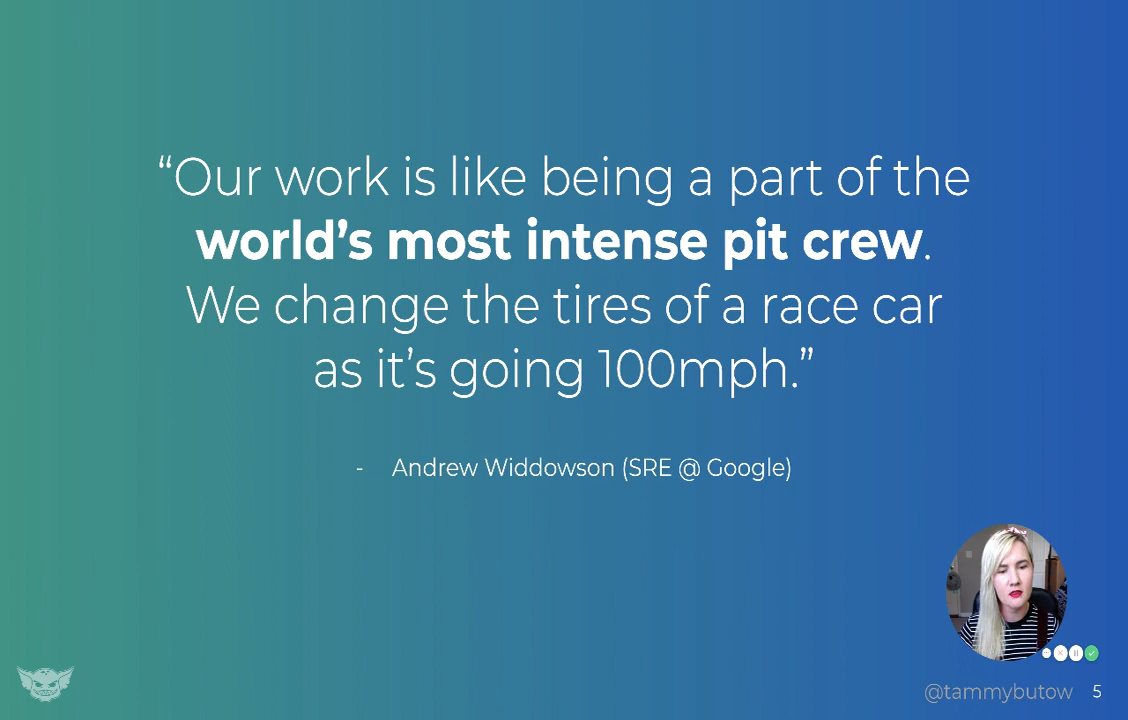 “Our work is like being a part of the
world’s most intense pit crew.
We change the tires of a race car
as it’s going 100mph.”
- Andrew Widdowson (SRE @ Google)
@tammybutow 5